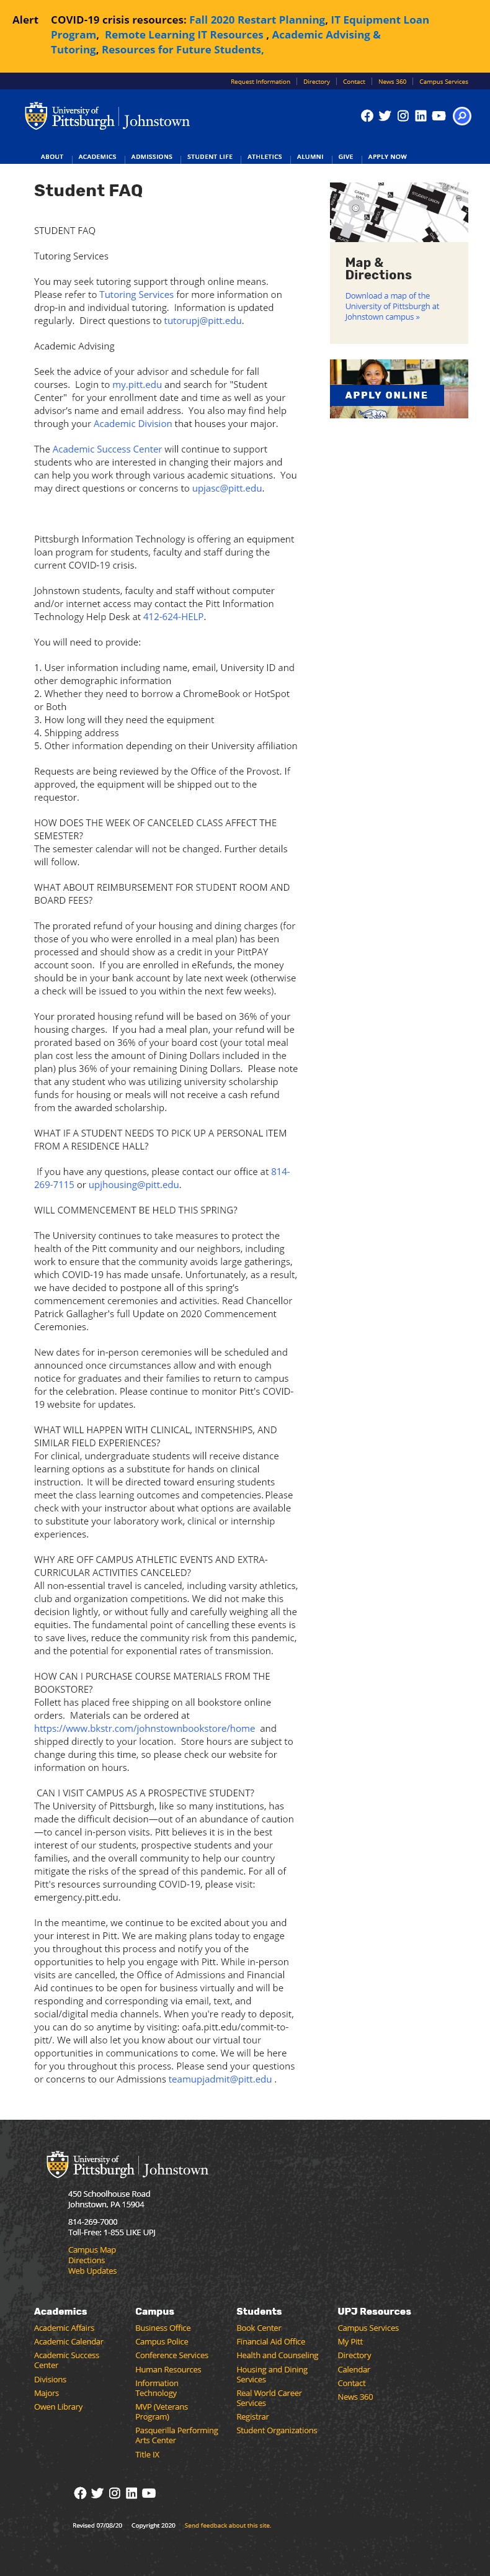 Alert
COVID-19 crisis resources: Fall 2020 Restart Planning, IT Equipment Loan
Program,  Remote Learning IT Resources , Academic Advising &
Tutoring, Resources for Future Students,
Request Information
Directory
Contact
News 360
Campus Services
University of
Pittsburgh
Johnstown
ABOUT
ACADEMICS
ADMISSIONS
STUDENT LIFE
ATHLETICS
ALUMNI
GIVE
APPLY NOW
Student FAQ
STUDENT FAQ
Tutoring Services
You may seek tutoring support through online means.
Please refer to Tutoring Services for more information on
drop-in and individual tutoring.  Information is updated
regularly.  Direct questions to tutorupj@pitt.edu.
Academic Advising
Seek the advice of your advisor and schedule for fall
courses.  Login to my.pitt.edu and search for "Student
Center"  for your enrollment date and time as well as your
advisor's name and email address.  You also may find help
through your Academic Division that houses your major.
The Academic Success Center will continue to support
students who are interested in changing their majors and
can help you work through various academic situations.  You
may direct questions or concerns to upjasc@pitt.edu.
Pittsburgh Information Technology is offering an equipment
loan program for students, faculty and staff during the
current COVID-19 crisis.
Johnstown students, faculty and staff without computer
and/or internet access may contact the Pitt Information
Technology Help Desk at 412-624-HELP.
You will need to provide:
1. User information including name, email, University ID and
other demographic information
2. Whether they need to borrow a ChromeBook or HotSpot
or Both
3. How long will they need the equipment
4. Shipping address
5. Other information depending on their University affiliation
Requests are being reviewed by the Office of the Provost. If
approved, the equipment will be shipped out to the
requestor.
HOW DOES THE WEEK OF CANCELED CLASS AFFECT THE
SEMESTER?
The semester calendar will not be changed. Further details
will follow.
WHAT ABOUT REIMBURSEMENT FOR STUDENT ROOM AND
BOARD FEES?
The prorated refund of your housing and dining charges (for
those of you who were enrolled in a meal plan) has been
processed and should show as a credit in your PittPAY
account soon.  If you are enrolled in eRefunds, the money
should be in your bank account by late next week (otherwise
a check will be issued to you within the next few weeks).
Your prorated housing refund will be based on 36% of your
housing charges.  If you had a meal plan, your refund will be
prorated based on 36% of your board cost (your total meal
plan cost less the amount of Dining Dollars included in the
plan) plus 36% of your remaining Dining Dollars.  Please note
that any student who was utilizing university scholarship
funds for housing or meals will not receive a cash refund
from the awarded scholarship.
WHAT IF A STUDENT NEEDS TO PICK UP A PERSONAL ITEM
FROM A RESIDENCE HALL?
If you have any questions, please contact our office at 814-
269-7115 or upjhousing@pitt.edu.
WILL COMMENCEMENT BE HELD THIS SPRING?
The University continues to take measures to protect the
health of the Pitt community and our neighbors, including
work to ensure that the community avoids large gatherings,
which COVID-19 has made unsafe. Unfortunately, as a result,
we have decided to postpone all of this spring's
commencement ceremonies and activities. Read Chancellor
Patrick Gallagher's full Update on 2020 Commencement
Ceremonies.
New dates for in-person ceremonies will be scheduled and
announced once circumstances allow and with enough
notice for graduates and their families to return to campus
for the celebration. Please continue to monitor Pitt's COVID-
19 website for updates.
WHAT WILL HAPPEN WITH CLINICAL, INTERNSHIPS, AND
SIMILAR FIELD EXPERIENCES?
For clinical, undergraduate students will receive distance
learning options as a substitute for hands on clinical
instruction. It will be directed toward ensuring students
meet the class learning outcomes and competencies. Please
check with your instructor about what options are available
to substitute your laboratory work, clinical or internship
experiences.
WHY ARE OFF CAMPUS ATHLETIC EVENTS AND EXTRA-
CURRICULAR ACTIVITIES CANCELED?
All non-essential travel is canceled, including varsity athletics,
club and organization competitions. We did not make this
decision lightly, or without fully and carefully weighing all the
equities. The fundamental point of cancelling these events is
to save lives, reduce the community risk from this pandemic,
and the potential for exponential rates of transmission.
HOW CAN I PURCHASE COURSE MATERIALS FROM THE
BOOKSTORE?
Follett has placed free shipping on all bookstore online
orders.  Materials can be ordered at
https://www.bkstr.com/johnstownbookstore/home  and
shipped directly to your location.  Store hours are subject to
change during this time, so please check our website for
information on hours.
CAN I VISIT CAMPUS AS A PROSPECTIVE STUDENT?
The University of Pittsburgh, like so many institutions, has
made the difficult decision—out of an abundance of caution
—to cancel in-person visits. Pitt believes it is in the best
interest of our students, prospective students and your
families, and the overall community to help our country
mitigate the risks of the spread of this pandemic. For all of
Pitt's resources surrounding COVID-19, please visit:
emergency.pitt.edu.
In the meantime, we continue to be excited about you and
your interest in Pitt. We are making plans today to engage
you throughout this process and notify you of the
opportunities to help you engage with Pitt. While in-person
visits are cancelled, the Office of Admissions and Financial
Aid continues to be open for business virtually and will be
responding and corresponding via email, text, and
social/digital media channels. When you're ready to deposit,
you can do so anytime by visiting: oafa.pitt.edu/commit-to-
pitt/. We will also let you know about our virtual tour
opportunities in communications to come. We will be here
for you throughout this process. Please send your questions
or concerns to our Admissions teamupjadmit@pitt.edu .
STUDENT UNION
Map &
Directions
Download a map of the
University of Pittsburgh at
Johnstown campus »
APPLY ONLINE
University of
Pittsburgh
Johnstown
450 Schoolhouse Road
Johnstown, PA 15904
814-269-7000
Toll-Free: 1-855 LIKE UPJ
Campus Map
Directions
Web Updates
Academics
Academic Affairs
Academic Calendar
Academic Success
Center
Divisions
Majors
Owen Library
Campus
Business Office
Campus Police
Conference Services
Human Resources
Information
Technology
MVP (Veterans
Program)
Pasquerilla Performing
Arts Center
Title IX
Students
Book Center
Financial Aid Office
Health and Counseling
Housing and Dining
Services
Real World Career
Services
Registrar
Student Organizations
UPJ Resources
Campus Services
My Pitt
Directory
Calendar
Contact
News 360
Revised 07/08/20
Copyright 2020
Send feedback about this site.